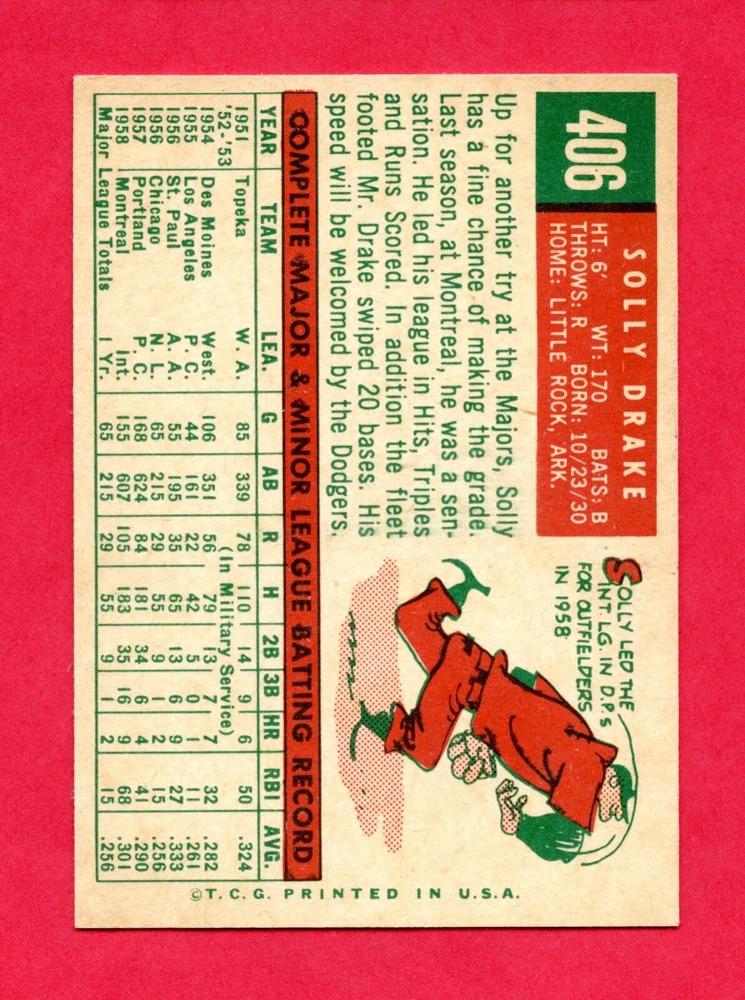 406
SOLLY DRAKE
HT: 6' WT: 170 BATS: B
THROWS: R BORN: 10/23/30
HOME: LITTLE ROCK, ARK.
Up for another try at the Majors, Solly
has a fine chance of making the grade.
Last season, at Montreal, he was a sen-
sation. He led his league in Hits, Triples
and Runs Scored. In addition the fleet
footed Mr. Drake swiped 20 bases. His
speed will be welcomed by the Dodgers.
SOLLY LED THE
INT. LG. IN D.P.s
FOR OUTFIELDERS
IN 1958
COMPLETE MAJOR & MINOR LEAGUE BATTING RECORD
YEAR TEAM LEA. G AB R H 2B 3B HR RBI AVG.
1951 Topeka W. A. 85 339 78 110 14 9 6 50 .324
'52-'53 (In Military Service)
1954 Des Moines West. 106 351 56 79 13 7 7 32 .282
1955 Los Angeles P. C. 44 161 22 42 5 0 1 11 .261
1956 St. Paul A. A. 55 195 35 65 13 6 9 27 .333
1956 Chicago N. L. 65 215 29 55 9 1 2 15 .256
1957 Portland P. C. 168 624 84 181 34 6 4 41 .290
1958 Montreal Int. 155 607 105 183 35 16 9 68 .301
Major League Totals 1 Yr. 65 215 29 55 9 1 2 15 .256
©T.C.G. PRINTED IN U.S.A.